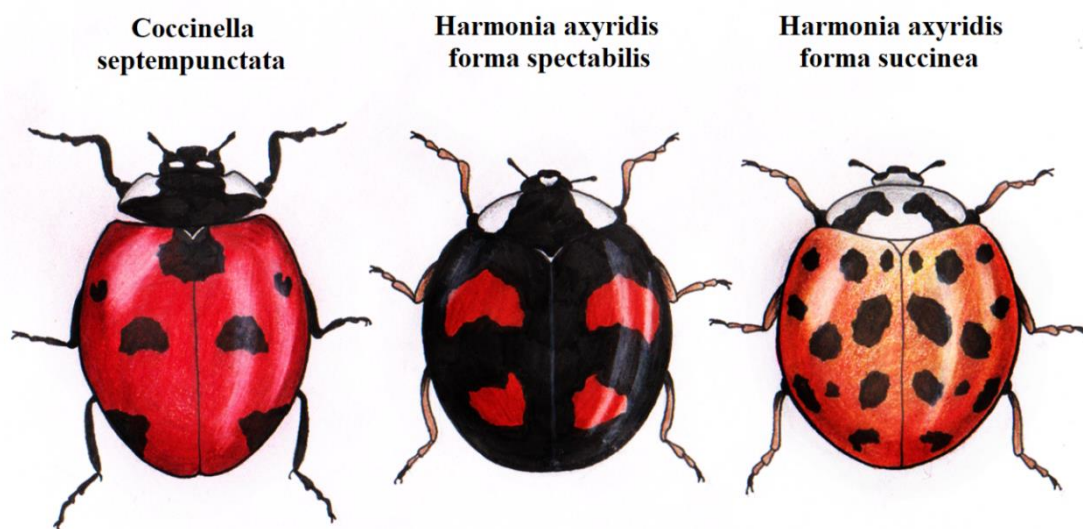 Coccinella
septempunctata
Harmonia axyridis
forma spectabilis
Harmonia axyridis
forma succinea